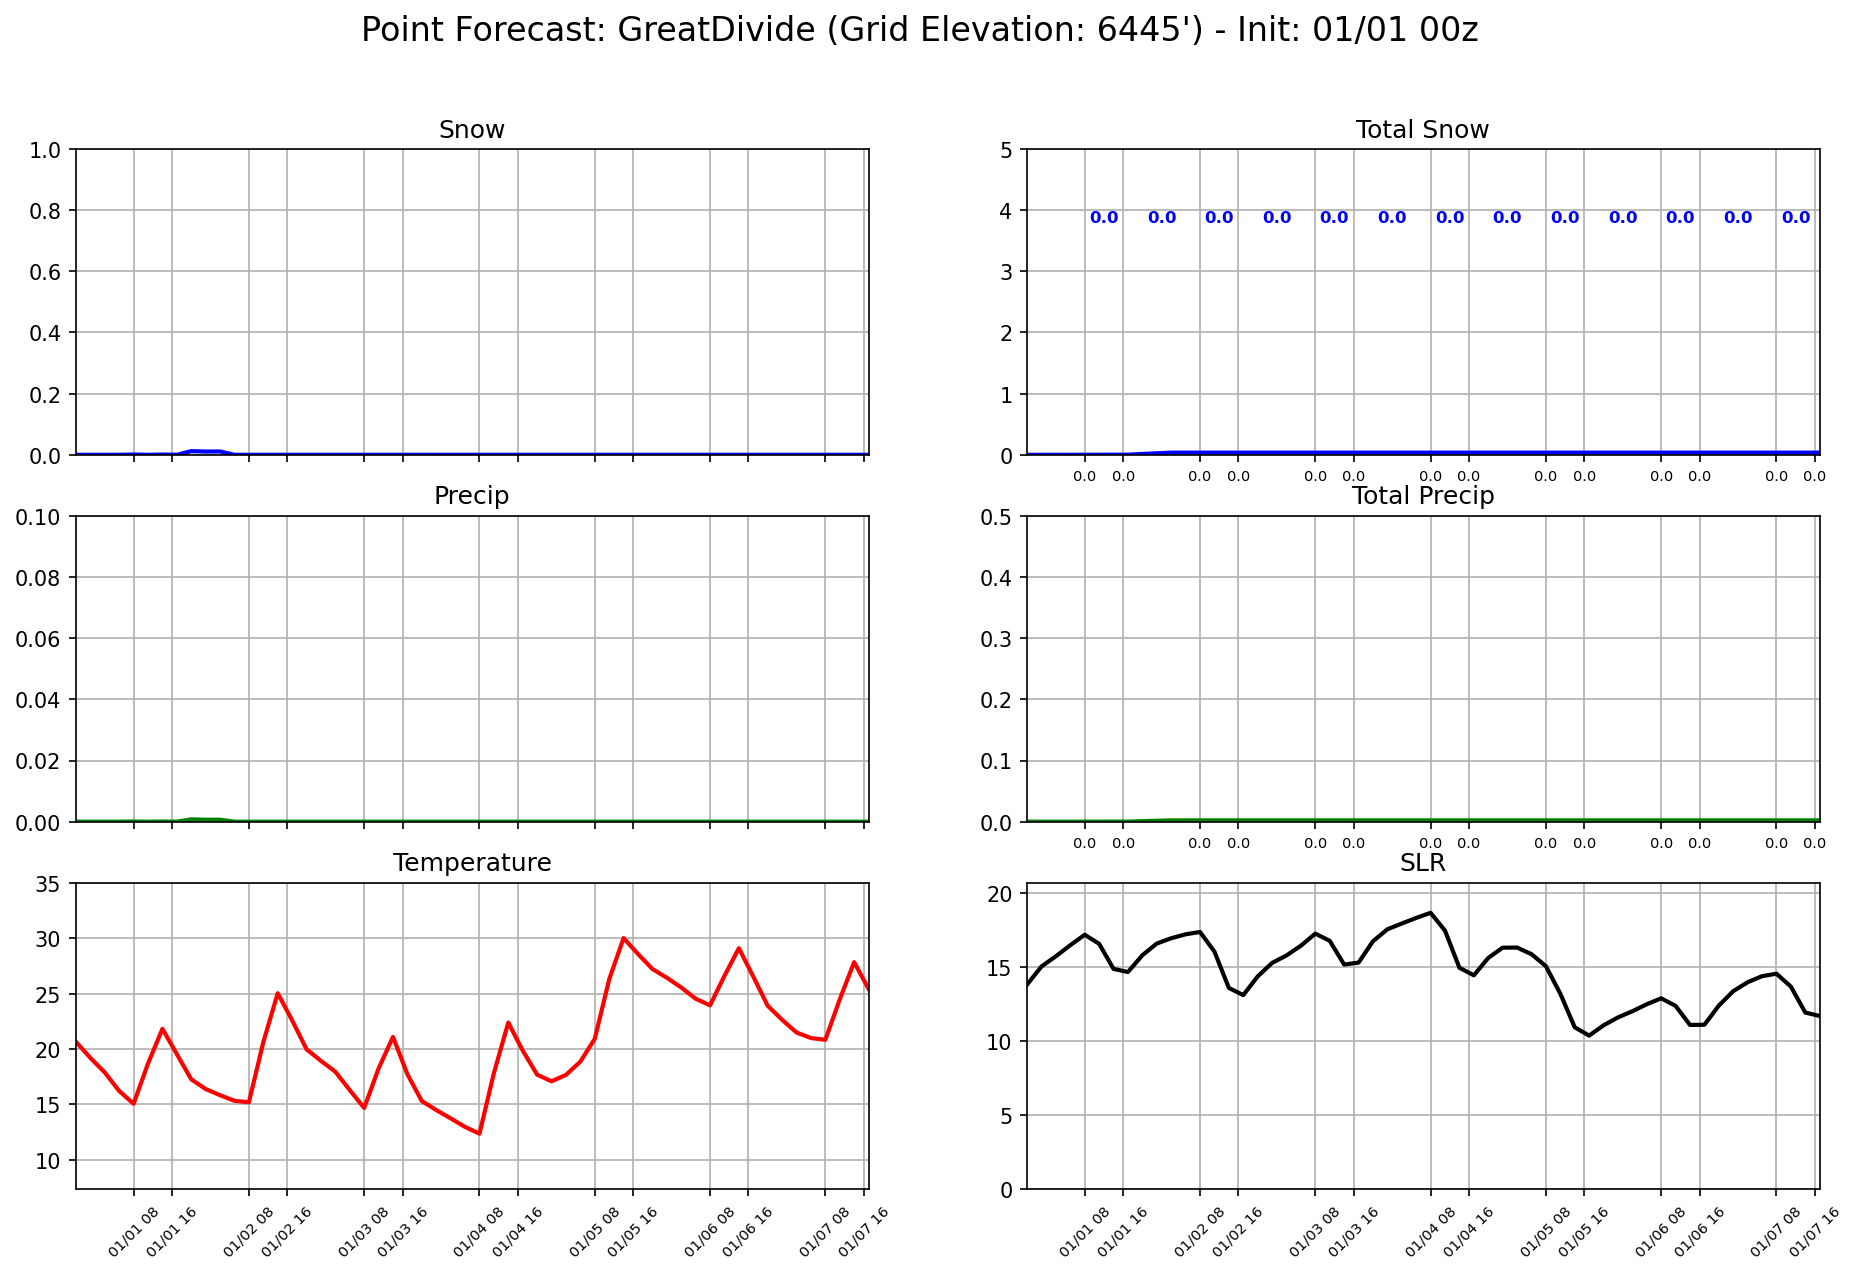 Point Forecast: GreatDivide (Grid Elevation: 6445') - Init: 01/01 00z
Snow
1.0
0.8
0.6
0.4
0.2
0.0
Total Snow
5
4
3
2
1
0
0.0 0.0 0.0 0.0 0.0 0.0 0.0 0.0 0.0 0.0 0.0 0.0 0.0
0.0 0.0 0.0 0.0 0.0 0.0 0.0 0.0 0.0 0.0 0.0 0.0 0.0 0.0
Precip
0.10
0.08
0.06
0.04
0.02
0.00
Total Precip
0.5
0.4
0.3
0.2
0.1
0.0
0.0 0.0 0.0 0.0 0.0 0.0 0.0 0.0 0.0 0.0 0.0 0.0 0.0 0.0
Temperature
35
30
25
20
15
10
01/01 08 01/01 16 01/02 08 01/02 16 01/03 08 01/03 16 01/04 08 01/04 16 01/05 08 01/05 16 01/06 08 01/06 16 01/07 08 01/07 16
SLR
20
15
10
5
0
01/01 08 01/01 16 01/02 08 01/02 16 01/03 08 01/03 16 01/04 08 01/04 16 01/05 08 01/05 16 01/06 08 01/06 16 01/07 08 01/07 16